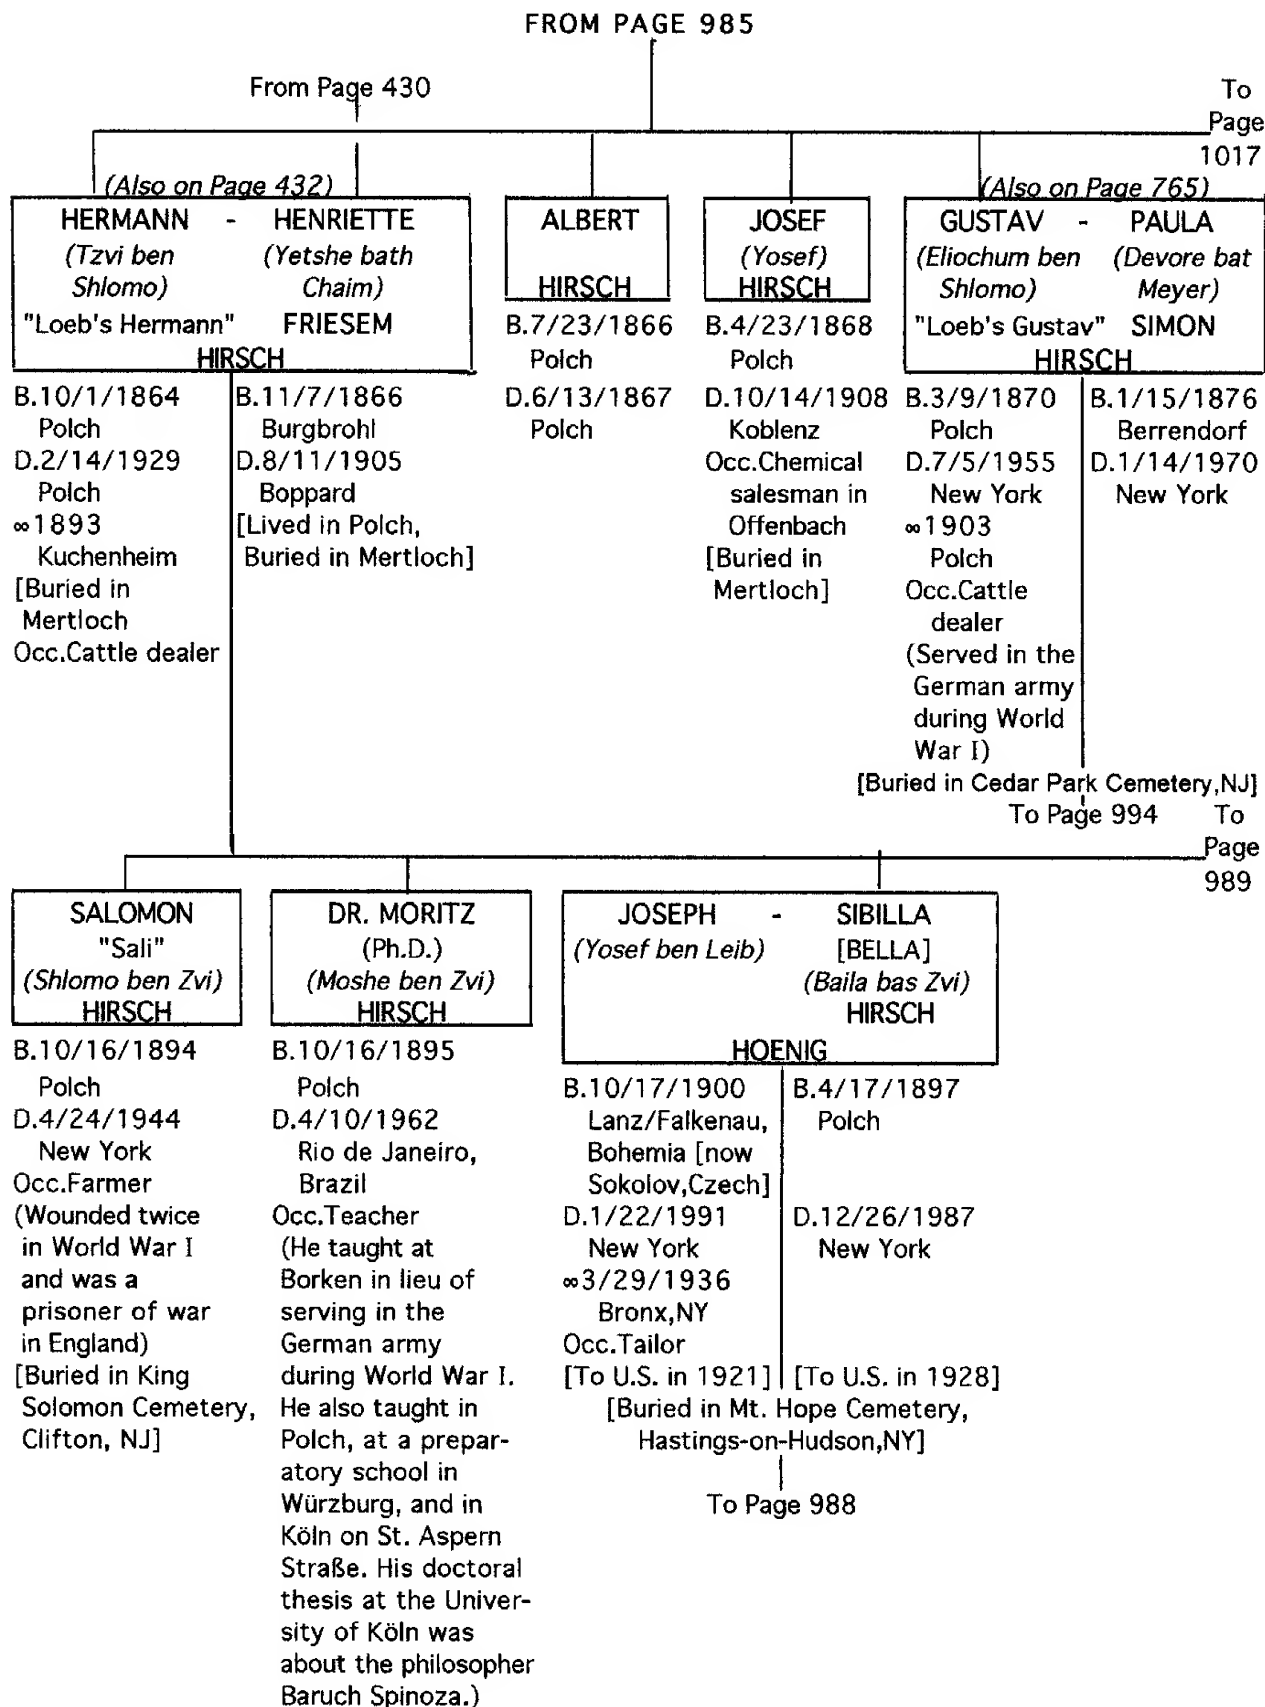 FROM PAGE 985
From Page 430
To
Page
1017
(Also on Page 432)
HERMANN - HENRIETTE
(Tzvi ben (Yetshe bath
Shlomo) Chaim)
"Loeb's Hermann" FRIESEM
HIRSCH
B.10/1/1864 B.11/7/1866
Polch Burgbrohl
D.2/14/1929 D.8/11/1905
Polch Boppard
∞1893 [Lived in Polch,
Kuchenheim Buried in Mertloch]
[Buried in
Mertloch
Occ.Cattle dealer
ALBERT
HIRSCH
B.7/23/1866
Polch
D.6/13/1867
Polch
JOSEF
(Yosef)
HIRSCH
B.4/23/1868
Polch
D.10/14/1908
Koblenz
Occ.Chemical
salesman in
Offenbach
[Buried in
Mertloch]
(Also on Page 765)
GUSTAV - PAULA
(Eliochum ben (Devore bat
Shlomo) Meyer)
"Loeb's Gustav" SIMON
HIRSCH
B.3/9/1870 B.1/15/1876
Polch Berrendorf
D.7/5/1955 D.1/14/1970
New York New York
∞1903
Polch
Occ.Cattle
dealer
(Served in the
German army
during World
War I)
[Buried in Cedar Park Cemetery,NJ]
To Page 994
To
Page
989
SALOMON
"Sali"
(Shlomo ben Zvi)
HIRSCH
B.10/16/1894
Polch
D.4/24/1944
New York
Occ.Farmer
(Wounded twice
in World War I
and was a
prisoner of war
in England)
[Buried in King
Solomon Cemetery,
Clifton, NJ]
DR. MORITZ
(Ph.D.)
(Moshe ben Zvi)
HIRSCH
B.10/16/1895
Polch
D.4/10/1962
Rio de Janeiro,
Brazil
Occ.Teacher
(He taught at
Borken in lieu of
serving in the
German army
during World War I.
He also taught in
Polch, at a prepar-
atory school in
Würzburg, and in
Köln on St. Aspern
Straße. His doctoral
thesis at the Univer-
sity of Köln was
about the philosopher
Baruch Spinoza.)
JOSEPH - SIBILLA
(Yosef ben Leib) [BELLA]
(Baila bas Zvi)
HIRSCH
HOENIG
B.10/17/1900 B.4/17/1897
Lanz/Falkenau, Polch
Bohemia [now
Sokolov,Czech]
D.1/22/1991 D.12/26/1987
New York New York
∞3/29/1936
Bronx,NY
Occ.Tailor
[To U.S. in 1921] [To U.S. in 1928]
[Buried in Mt. Hope Cemetery,
Hastings-on-Hudson,NY]
To Page 988